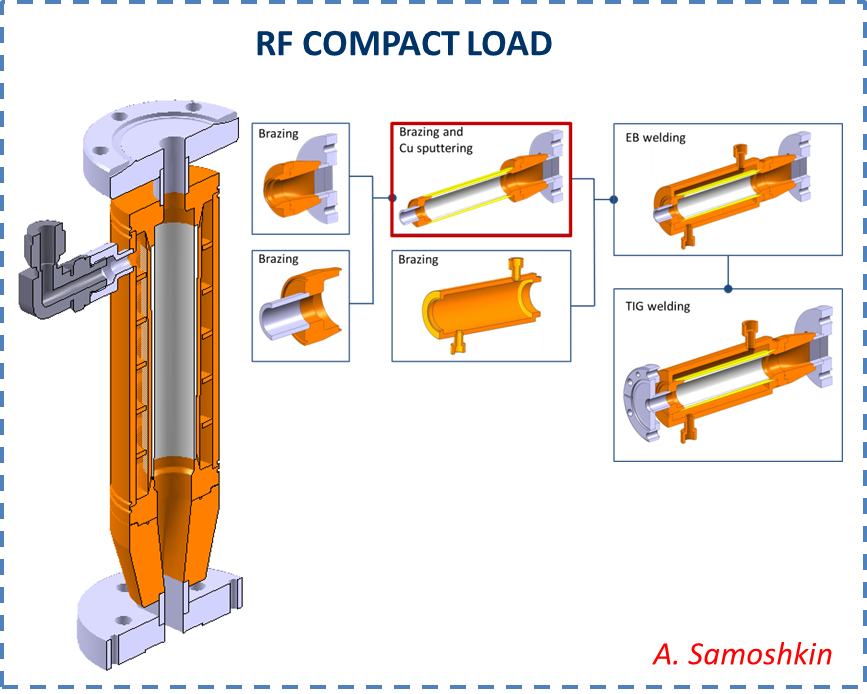 RF COMPACT LOAD
Brazing
Brazing and
Cu sputtering
EB welding
Brazing
Brazing
TIG welding
A. Samoshkin